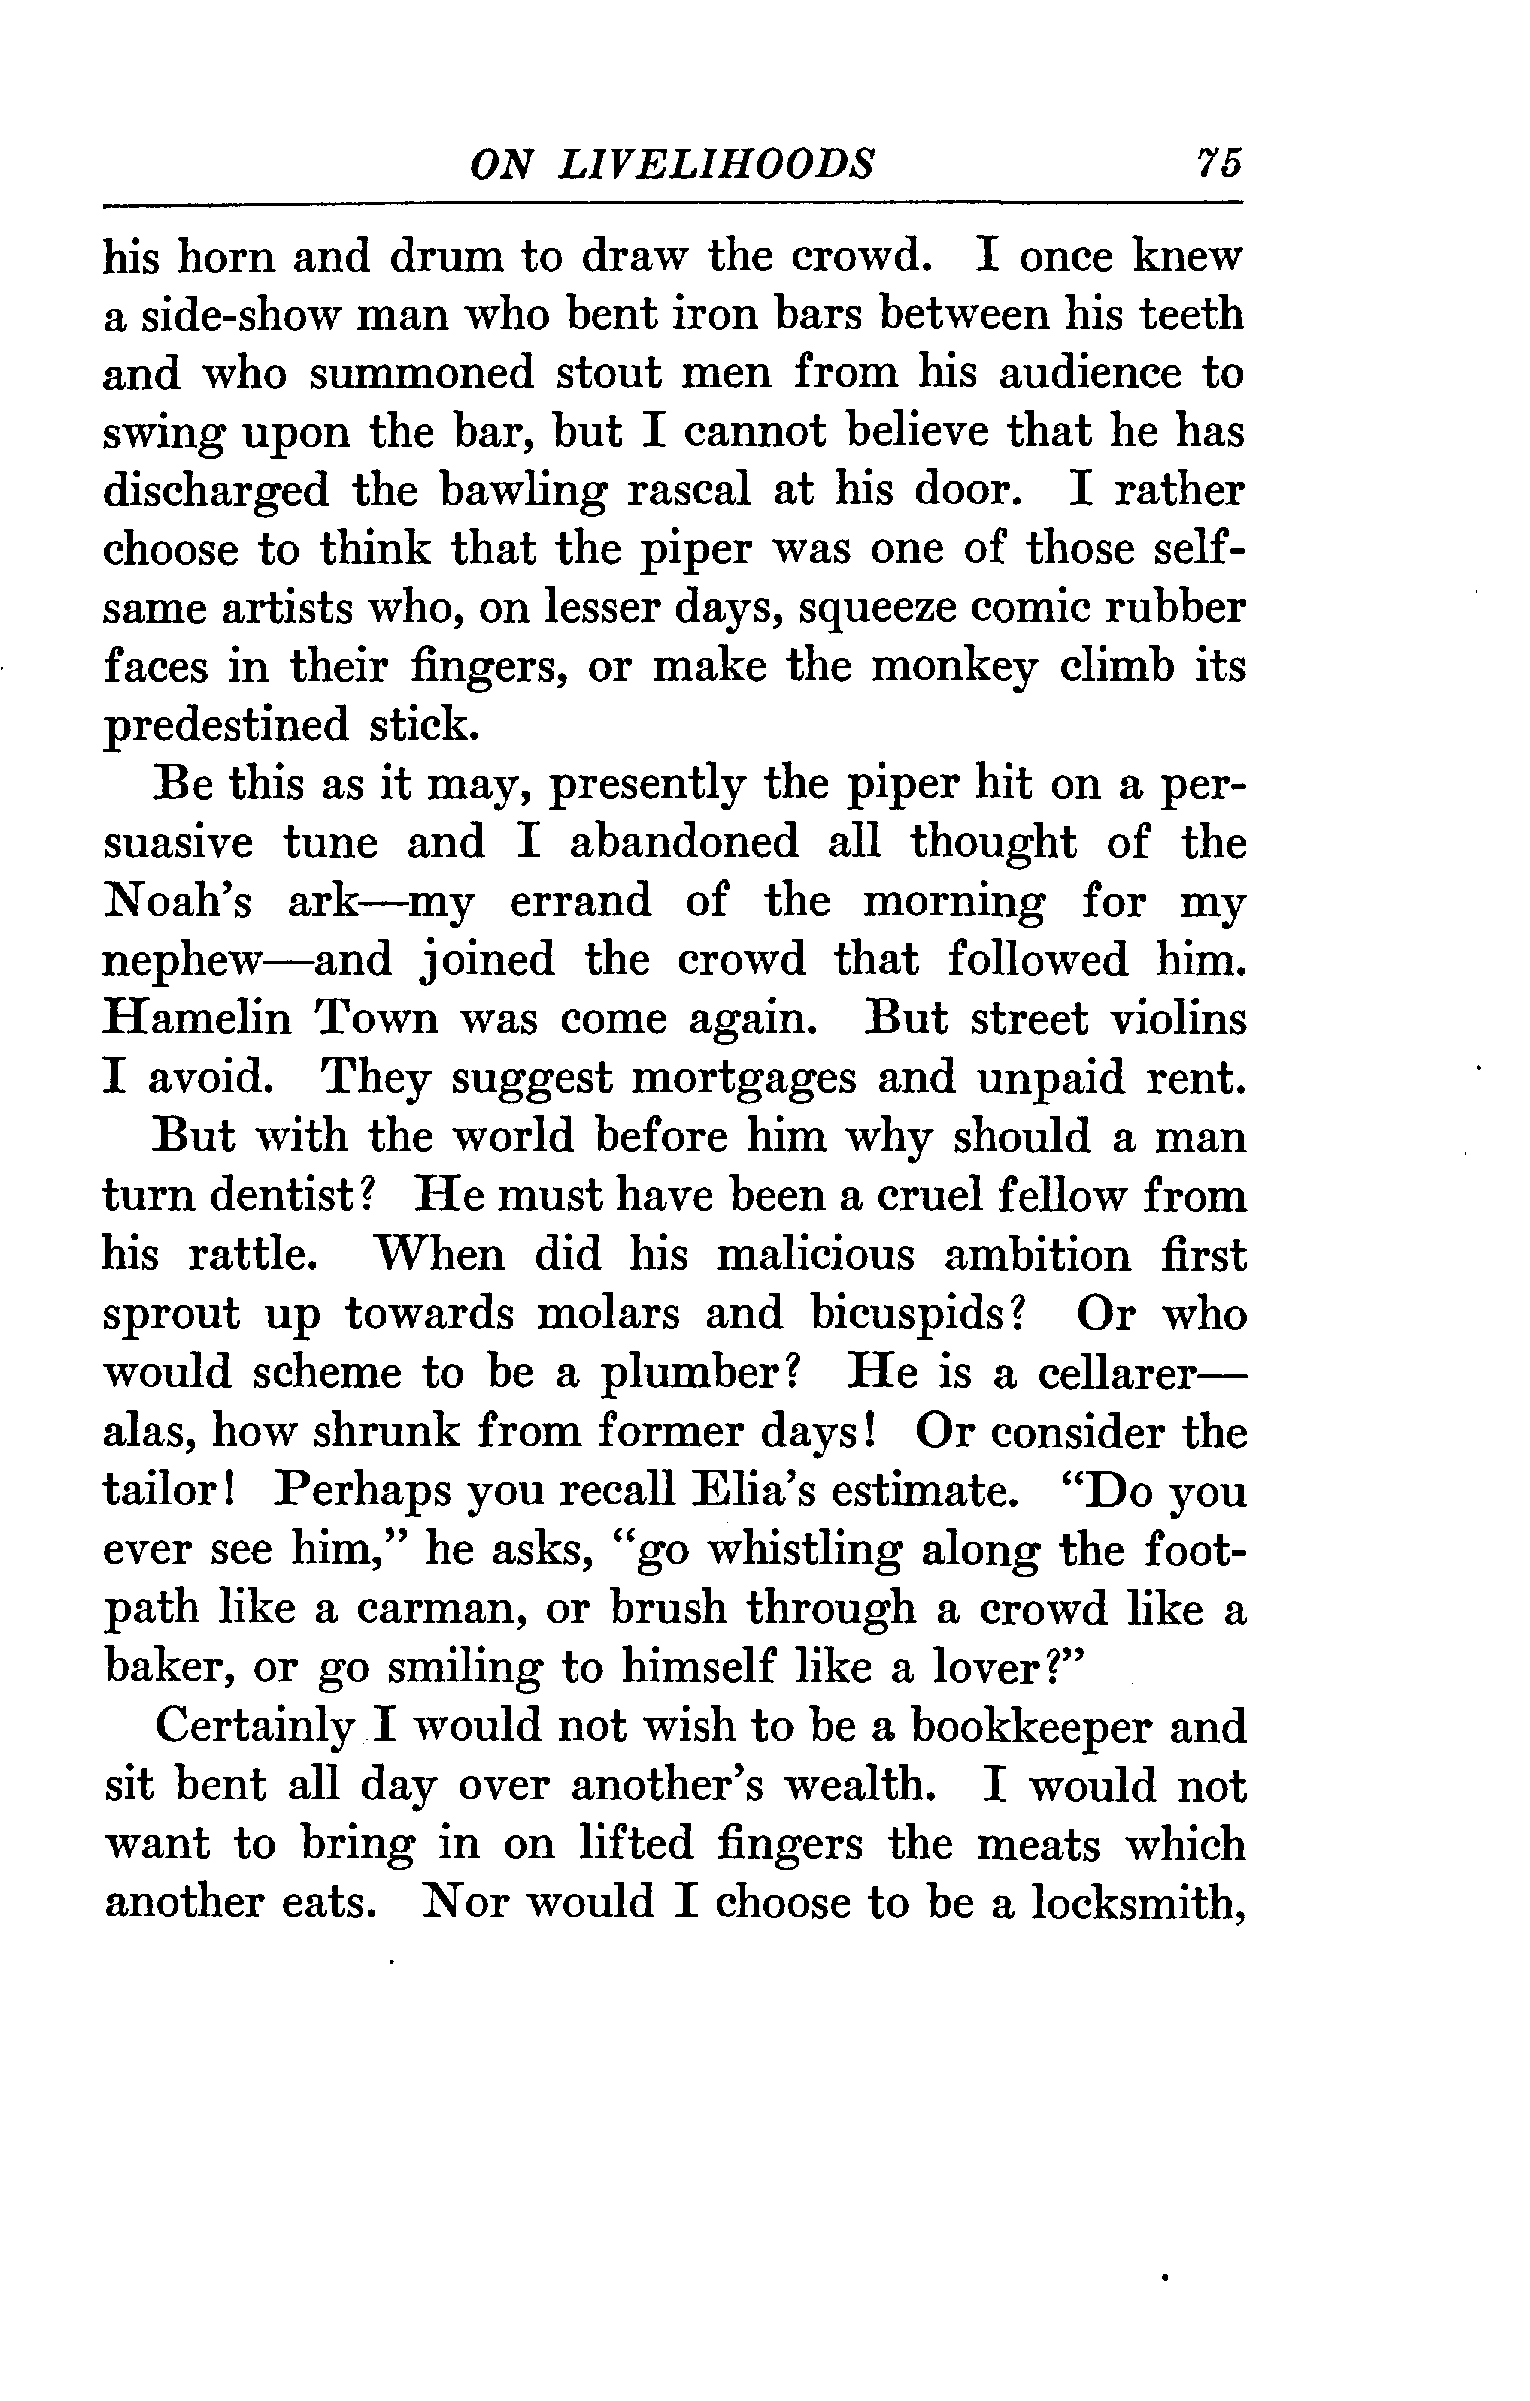 ON LIVELIHOODS 75
his horn and drum to draw the crowd. I once knew
a side-show man who bent iron bars between his teeth
and who summoned stout men from his audience to
swing upon the bar, but I cannot believe that he has
discharged the bawling rascal at his door. I rather
choose to think that the piper was one of those self-
same artists who, on lesser days, squeeze comic rubber
faces in their fingers, or make the monkey climb its
predestined stick.
Be this as it may, presently the piper hit on a per-
suasive tune and I abandoned all thought of the
Noah's ark—my errand of the morning for my
nephew—and joined the crowd that followed him.
Hamelin Town was come again. But street violins
I avoid. They suggest mortgages and unpaid rent.
But with the world before him why should a man
turn dentist? He must have been a cruel fellow from
his rattle. When did his malicious ambition first
sprout up towards molars and bicuspids? Or who
would scheme to be a plumber? He is a cellarer—
alas, how shrunk from former days! Or consider the
tailor! Perhaps you recall Elia's estimate. "Do you
ever see him," he asks, "go whistling along the foot-
path like a carman, or brush through a crowd like a
baker, or go smiling to himself like a lover?"
Certainly I would not wish to be a bookkeeper and
sit bent all day over another's wealth. I would not
want to bring in on lifted fingers the meats which
another eats. Nor would I choose to be a locksmith,